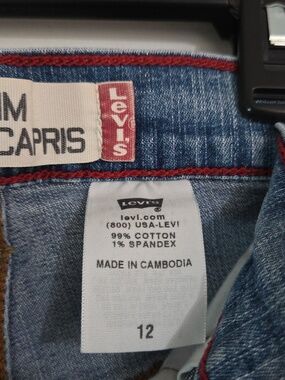 IM
CAPRIS
Levi's
LEVI'S
levi.com
(800) USA-LEVI
99% COTTON
1% SPANDEX
MADE IN CAMBODIA
12